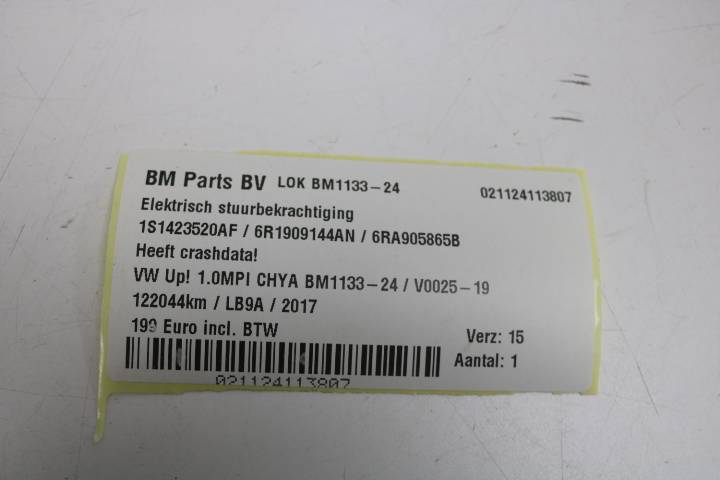 BM Parts BV LOK BM1133-24 021124113807
Elektrisch stuurbekrachtiging
1S1423520AF / 6R1909144AN / 6RA905865B
Heeft crashdata!
VW Up! 1.0MPI CHYA BM1133-24 / V0025-19
122044km / LB9A / 2017
199 Euro incl. BTW Verz: 15
Aantal: 1
021124113807